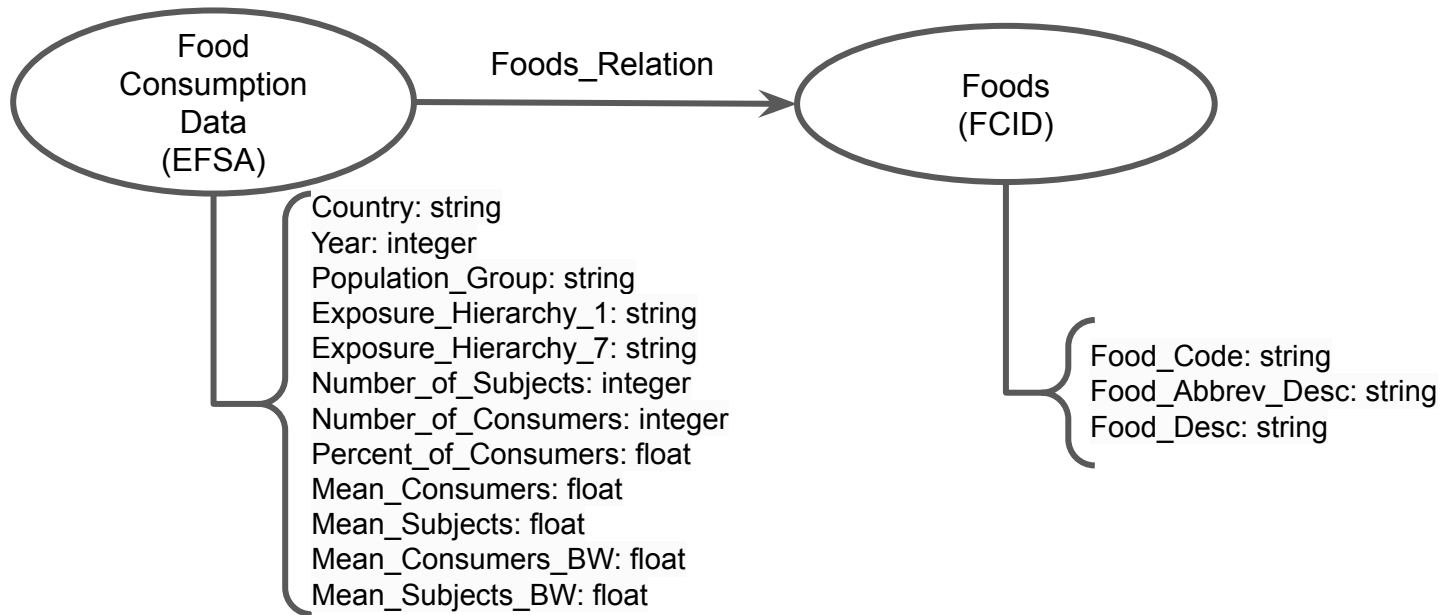 Food
Consumption
Data
(EFSA)
Foods_Relation
Foods
(FCID)
Country: string
Year: integer
Population_Group: string
Exposure_Hierarchy_1: string
Exposure_Hierarchy_7: string
Number_of_Subjects: integer
Number_of_Consumers: integer
Percent_of_Consumers: float
Mean_Consumers: float
Mean_Subjects: float
Mean_Consumers_BW: float
Mean_Subjects_BW: float
Food_Code: string
Food_Abbrev_Desc: string
Food_Desc: string